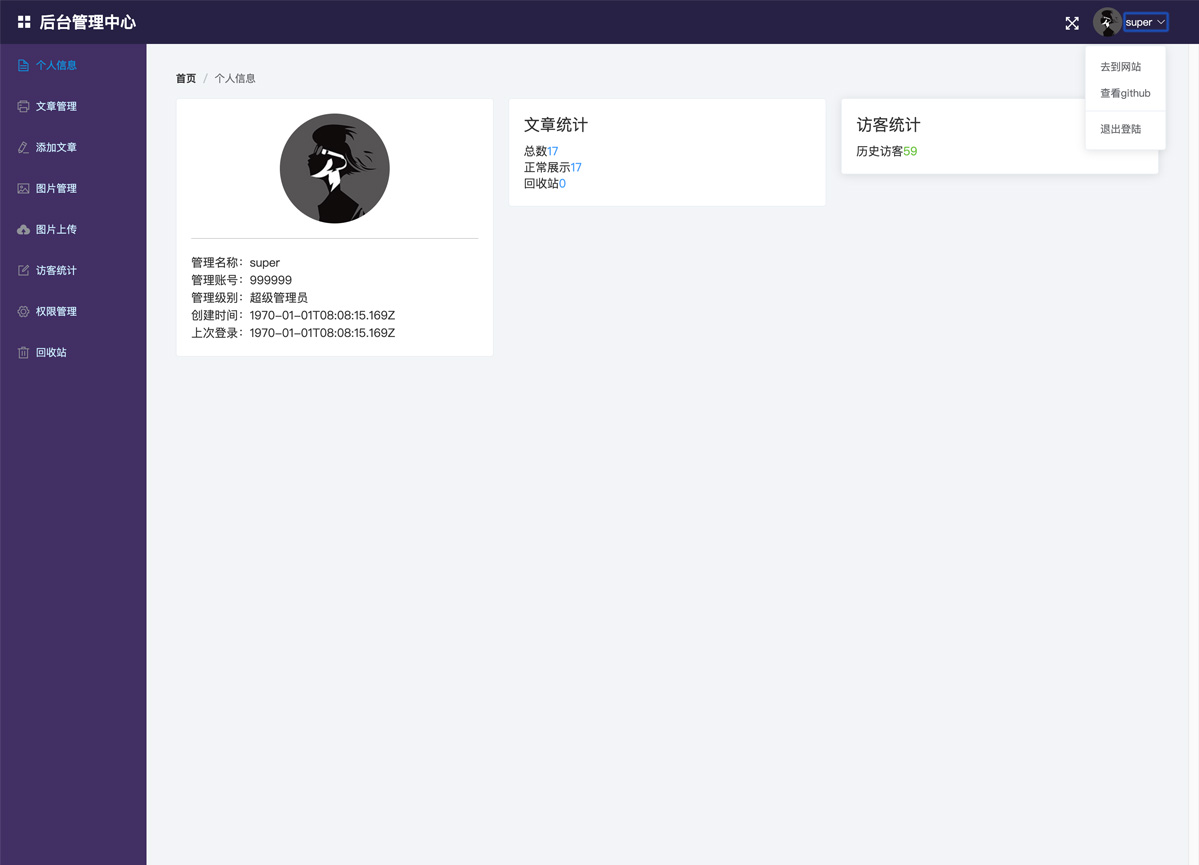 后台管理中心
super
去到网站
查看github
退出登陆
个人信息
文章管理
添加文章
图片管理
图片上传
访客统计
权限管理
回收站
首页 / 个人信息
管理名称：super
管理账号：999999
管理级别：超级管理员
创建时间：1970-01-01T08:08:15.169Z
上次登录：1970-01-01T08:08:15.169Z
文章统计
总数17
正常展示17
回收站0
访客统计
历史访客59